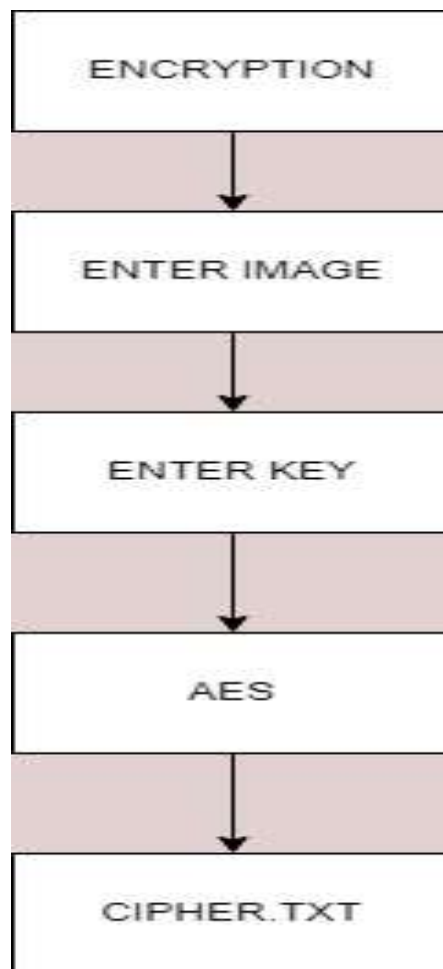 ENCRYPTION
ENTER IMAGE
ENTER KEY
AES
CIPHER.TXT